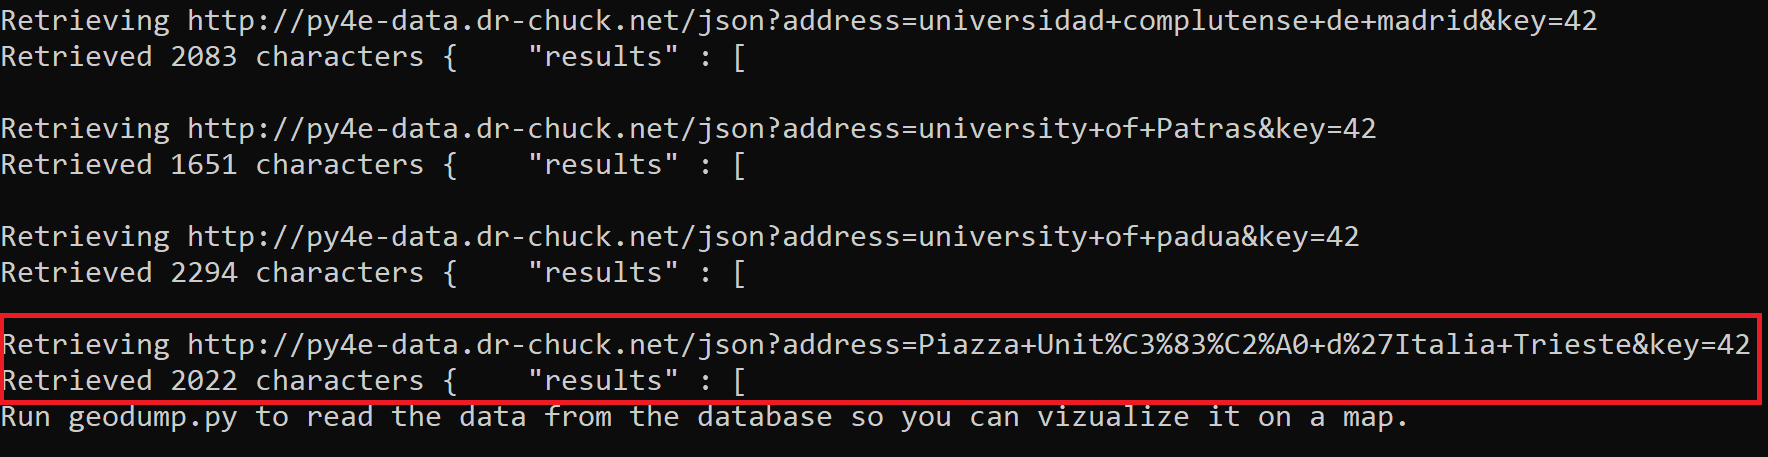 Retrieving http://py4e-data.dr-chuck.net/json?address=universidad+complutense+de+madrid&key=42
Retrieved 2083 characters {    "results" : [
Retrieving http://py4e-data.dr-chuck.net/json?address=university+of+Patras&key=42
Retrieved 1651 characters {    "results" : [
Retrieving http://py4e-data.dr-chuck.net/json?address=university+of+padua&key=42
Retrieved 2294 characters {    "results" : [
Retrieving http://py4e-data.dr-chuck.net/json?address=Piazza+Unit%C3%83%C2%A0+d%27Italia+Trieste&key=42
Retrieved 2022 characters {    "results" : [
Run geodump.py to read the data from the database so you can vizualize it on a map.